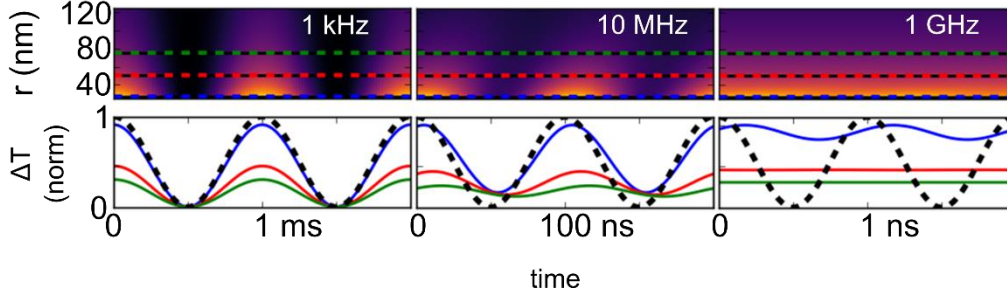 120
80
40
r (nm)
1 kHz
10 MHz
1 GHz
1
0
ΔT
(norm)
0
1 ms
0
100 ns
0
1 ns
time